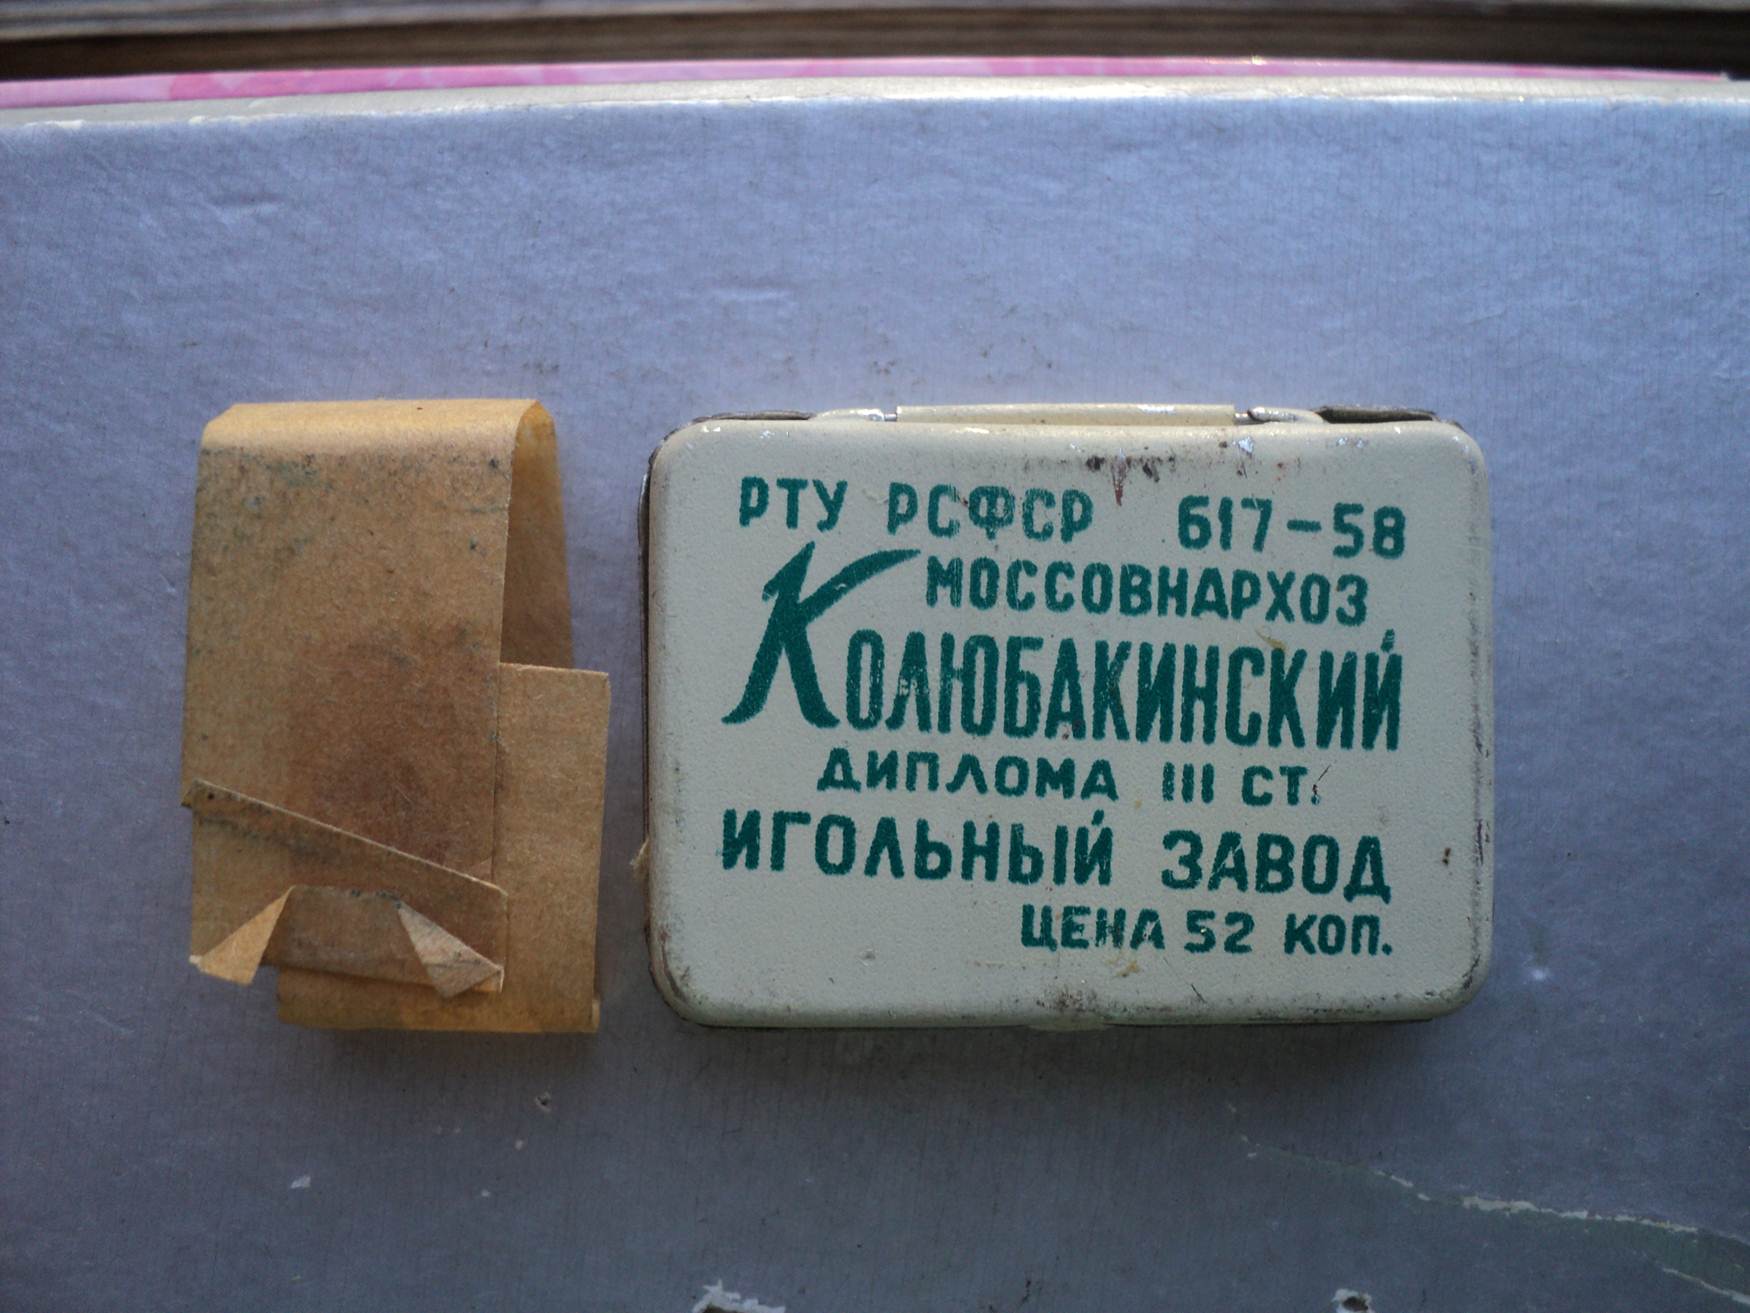 РТУ РСФСР 617-58
МОССОВНАРХОЗ
КОЛЮБАКИНСКИЙ
ДИПЛОМА III СТ.
ИГОЛЬНЫЙ ЗАВОД
ЦЕНА 52 КОП.